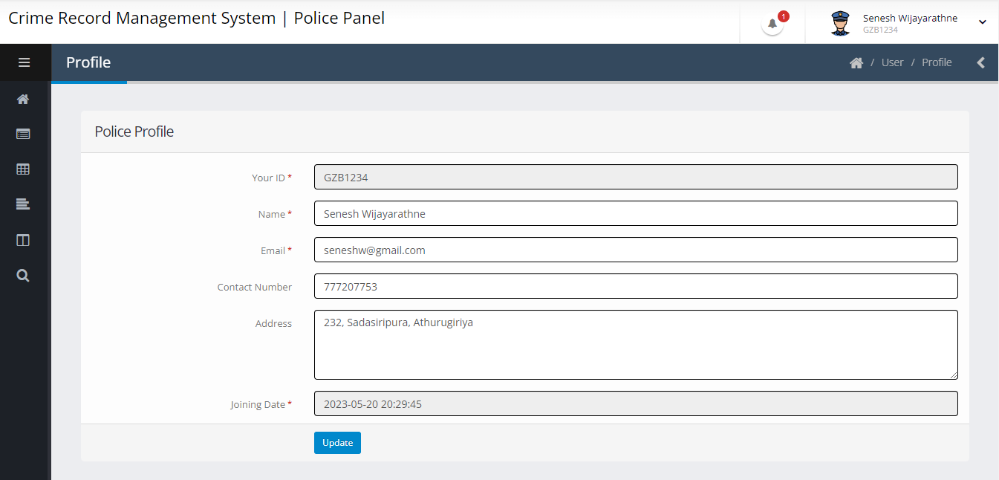 Crime Record Management System | Police Panel
1
Senesh Wijayarathne
GZB1234
Profile
/ User / Profile
Police Profile
Your ID * GZB1234
Name * Senesh Wijayarathne
Email * seneshw@gmail.com
Contact Number 777207753
Address 232, Sadasiripura, Athurugiriya
Joining Date * 2023-05-20 20:29:45
Update